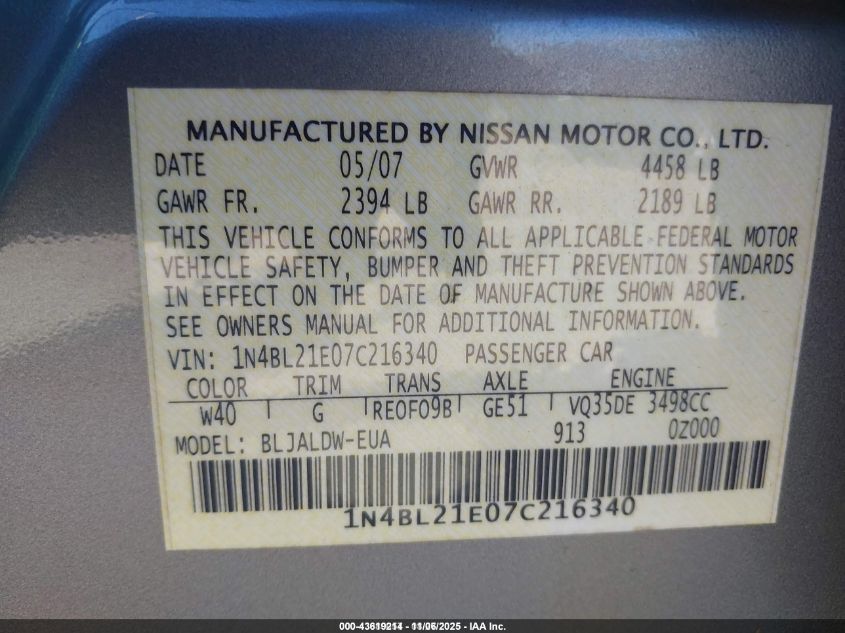 MANUFACTURED BY NISSAN MOTOR CO., LTD.
DATE 05/07 GVWR 4458 LB
GAWR FR. 2394 LB GAWR RR. 2189 LB
THIS VEHICLE CONFORMS TO ALL APPLICABLE FEDERAL MOTOR
VEHICLE SAFETY, BUMPER AND THEFT PREVENTION STANDARDS
IN EFFECT ON THE DATE OF MANUFACTURE SHOWN ABOVE.
SEE OWNERS MANUAL FOR ADDITIONAL INFORMATION.
VIN: 1N4BL21E07C216340 PASSENGER CAR
COLOR TRIM TRANS AXLE ENGINE
W40 G RE0F09B GE51 VQ35DE 3498CC
MODEL: BLJALDW-EUA 913 0Z000
1N4BL21E07C216340
- IAA Inc.